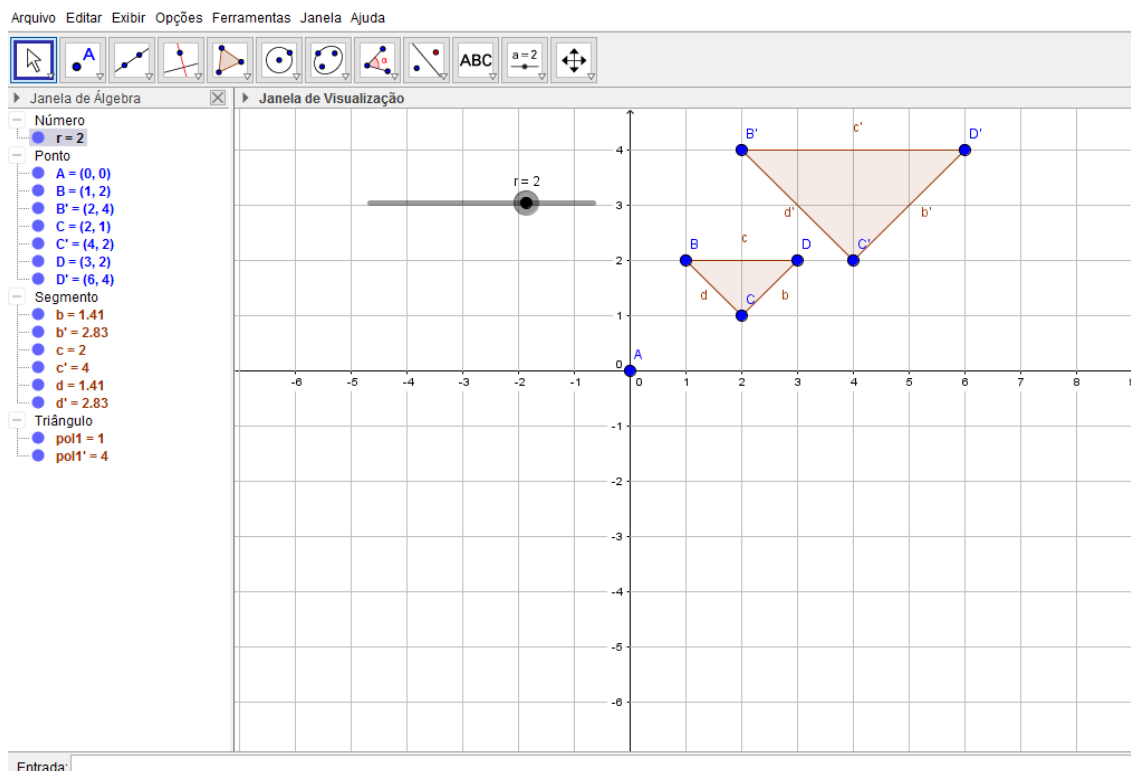 Arquivo Editar Exibir Opções Ferramentas Janela Ajuda
A ABC a=2
α
Janela de Álgebra
Janela de Visualização
Número
r = 2
Ponto
A = (0, 0)
B = (1, 2)
B' = (2, 4)
C = (2, 1)
C' = (4, 2)
D = (3, 2)
D' = (6, 4)
Segmento
b = 1.41
b' = 2.83
c = 2
c' = 4
d = 1.41
d' = 2.83
Triângulo
pol1 = 1
pol1' = 4
r = 2
c'
B' D'
4
3
d' b'
c
B D C'
2
d C b
1
A
0
-6 -5 -4 -3 -2 -1 0 1 2 3 4 5 6 7 8
-1
-2
-3
-4
-5
-6
Entrada: